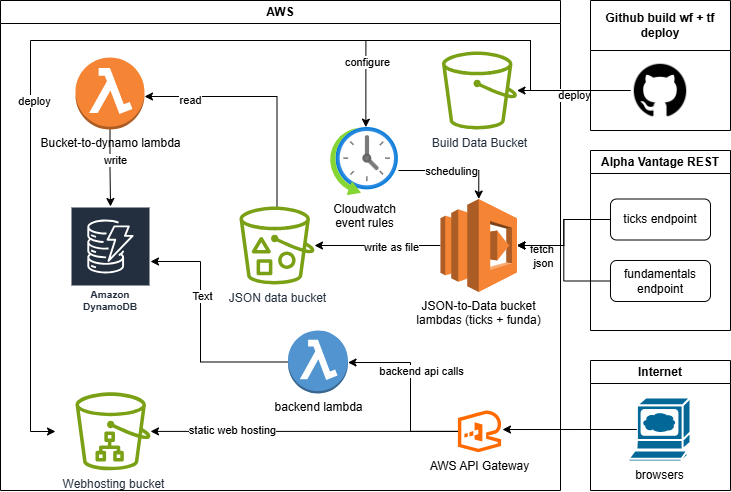 AWS
Github build wf + tf
deploy
configure
deploy
deploy
read
Build Data Bucket
Bucket-to-dynamo lambda
write
Alpha Vantage REST
scheduling
Cloudwatch
event rules
ticks endpoint
write as file
fetch
json
fundamentals
endpoint
Amazon
DynamoDB
Text
JSON data bucket
JSON-to-Data bucket
lambdas (ticks + funda)
backend api calls
Internet
backend lambda
static web hosting
AWS API Gateway
browsers
Webhosting bucket